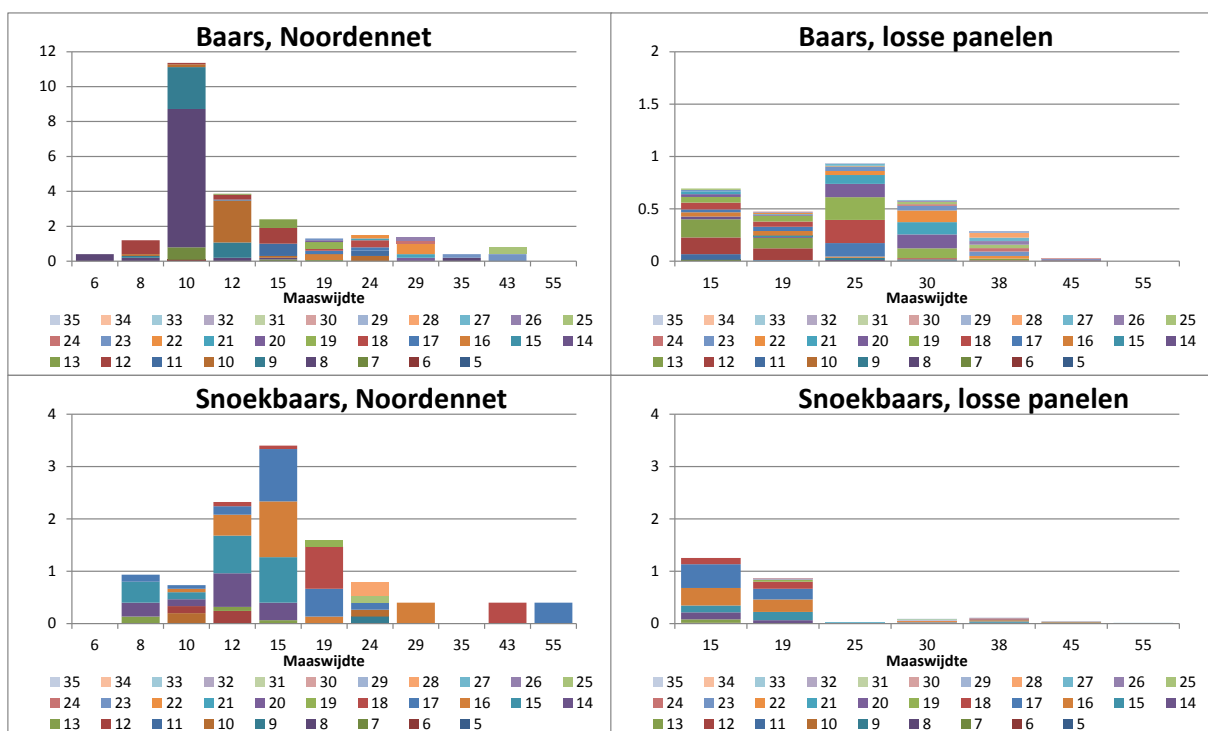 Baars, Noordennet
12
10
8
6
4
2
0
6 8 10 12 15 19 24 29 35 43 55
Maaswijdte
35 34 33 32 31 30 29 28 27 26 25
24 23 22 21 20 19 18 17 16 15 14
13 12 11 10 9 8 7 6 5
Baars, losse panelen
2
1.5
1
0.5
0
15 19 25 30 38 45 55
Maaswijdte
35 34 33 32 31 30 29 28 27 26 25
24 23 22 21 20 19 18 17 16 15 14
13 12 11 10 9 8 7 6 5
Snoekbaars, Noordennet
4
3
2
1
0
6 8 10 12 15 19 24 29 35 43 55
Maaswijdte
35 34 33 32 31 30 29 28 27 26 25
24 23 22 21 20 19 18 17 16 15 14
13 12 11 10 9 8 7 6 5
Snoekbaars, losse panelen
4
3
2
1
0
15 19 25 30 38 45 55
Maaswijdte
35 34 33 32 31 30 29 28 27 26 25
24 23 22 21 20 19 18 17 16 15 14
13 12 11 10 9 8 7 6 5